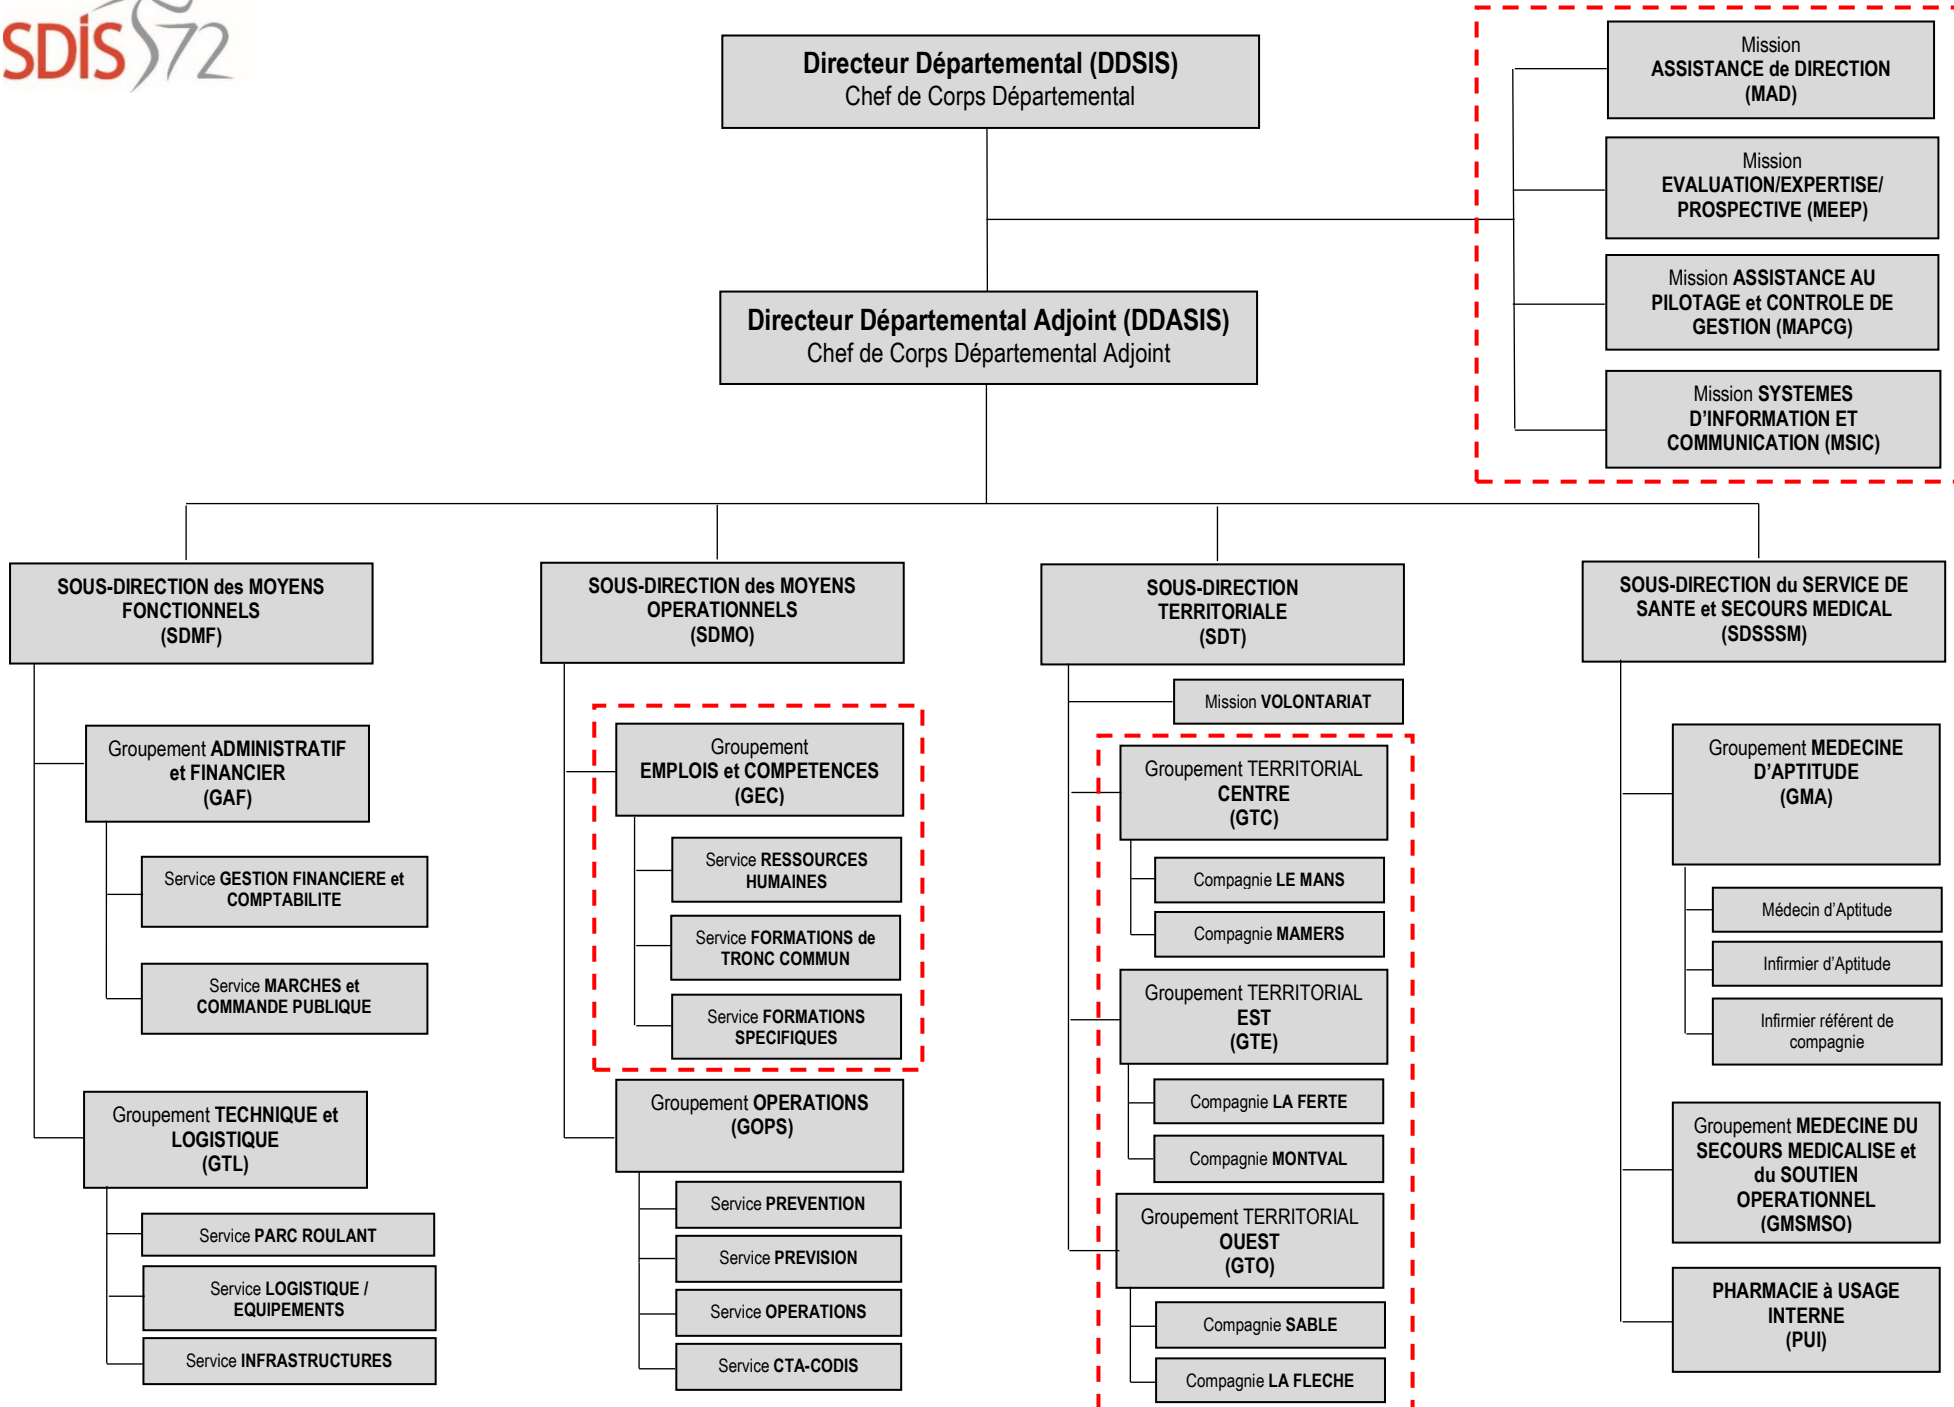 SDIS 72
Directeur Départemental (DDSIS)
Chef de Corps Départemental
Mission
ASSISTANCE de DIRECTION
(MAD)
Mission
EVALUATION/EXPERTISE/
PROSPECTIVE (MEEP)
Mission ASSISTANCE AU
PILOTAGE et CONTROLE DE
GESTION (MAPCG)
Mission SYSTEMES
D'INFORMATION ET
COMMUNICATION (MSIC)
Directeur Départemental Adjoint (DDASIS)
Chef de Corps Départemental Adjoint
SOUS-DIRECTION des MOYENS
FONCTIONNELS
(SDMF)
Groupement ADMINISTRATIF
et FINANCIER
(GAF)
Service GESTION FINANCIERE et
COMPTABILITE
Service MARCHES et
COMMANDE PUBLIQUE
Groupement TECHNIQUE et
LOGISTIQUE
(GTL)
Service PARC ROULANT
Service LOGISTIQUE /
EQUIPEMENTS
Service INFRASTRUCTURES
SOUS-DIRECTION des MOYENS
OPERATIONNELS
(SDMO)
Groupement
EMPLOIS et COMPETENCES
(GEC)
Service RESSOURCES
HUMAINES
Service FORMATIONS de
TRONC COMMUN
Service FORMATIONS
SPECIFIQUES
Groupement OPERATIONS
(GOPS)
Service PREVENTION
Service PREVISION
Service OPERATIONS
Service CTA-CODIS
SOUS-DIRECTION
TERRITORIALE
(SDT)
Mission VOLONTARIAT
Groupement TERRITORIAL
CENTRE
(GTC)
Compagnie LE MANS
Compagnie MAMERS
Groupement TERRITORIAL
EST
(GTE)
Compagnie LA FERTE
Compagnie MONTVAL
Groupement TERRITORIAL
OUEST
(GTO)
Compagnie SABLE
Compagnie LA FLECHE
SOUS-DIRECTION du SERVICE DE
SANTE et SECOURS MEDICAL
(SDSSSM)
Groupement MEDECINE
D'APTITUDE
(GMA)
Médecin d'Aptitude
Infirmier d'Aptitude
Infirmier référent de
compagnie
Groupement MEDECINE DU
SECOURS MEDICALISE et
du SOUTIEN
OPERATIONNEL
(GMSMSO)
PHARMACIE à USAGE
INTERNE
(PUI)